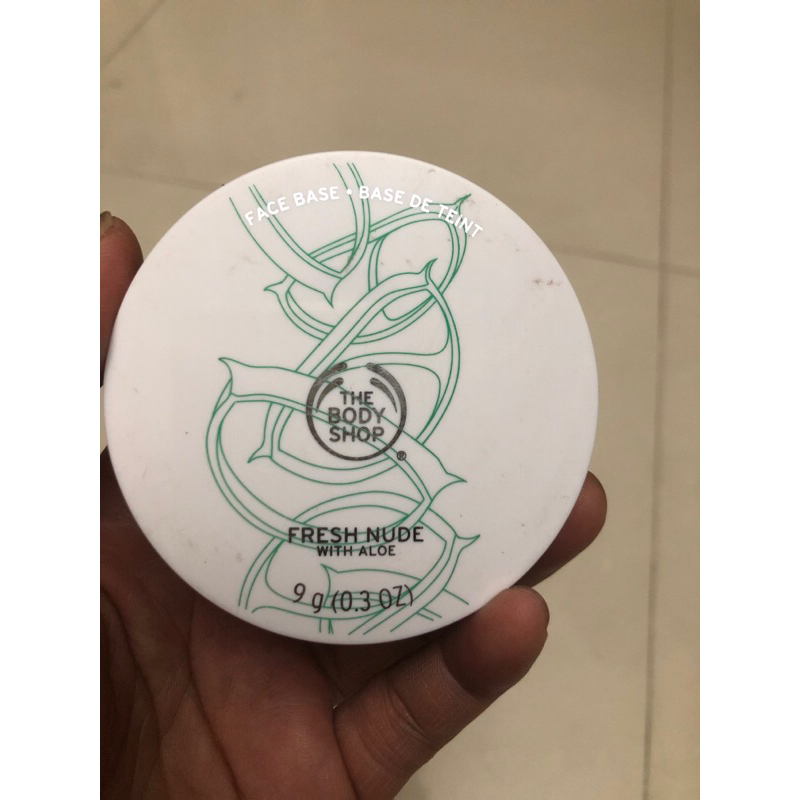 FACE BASE • BASE DE TEINT
THE
BODY
SHOP
®
FRESH NUDE
WITH ALOE
9 g (0.3 OZ)